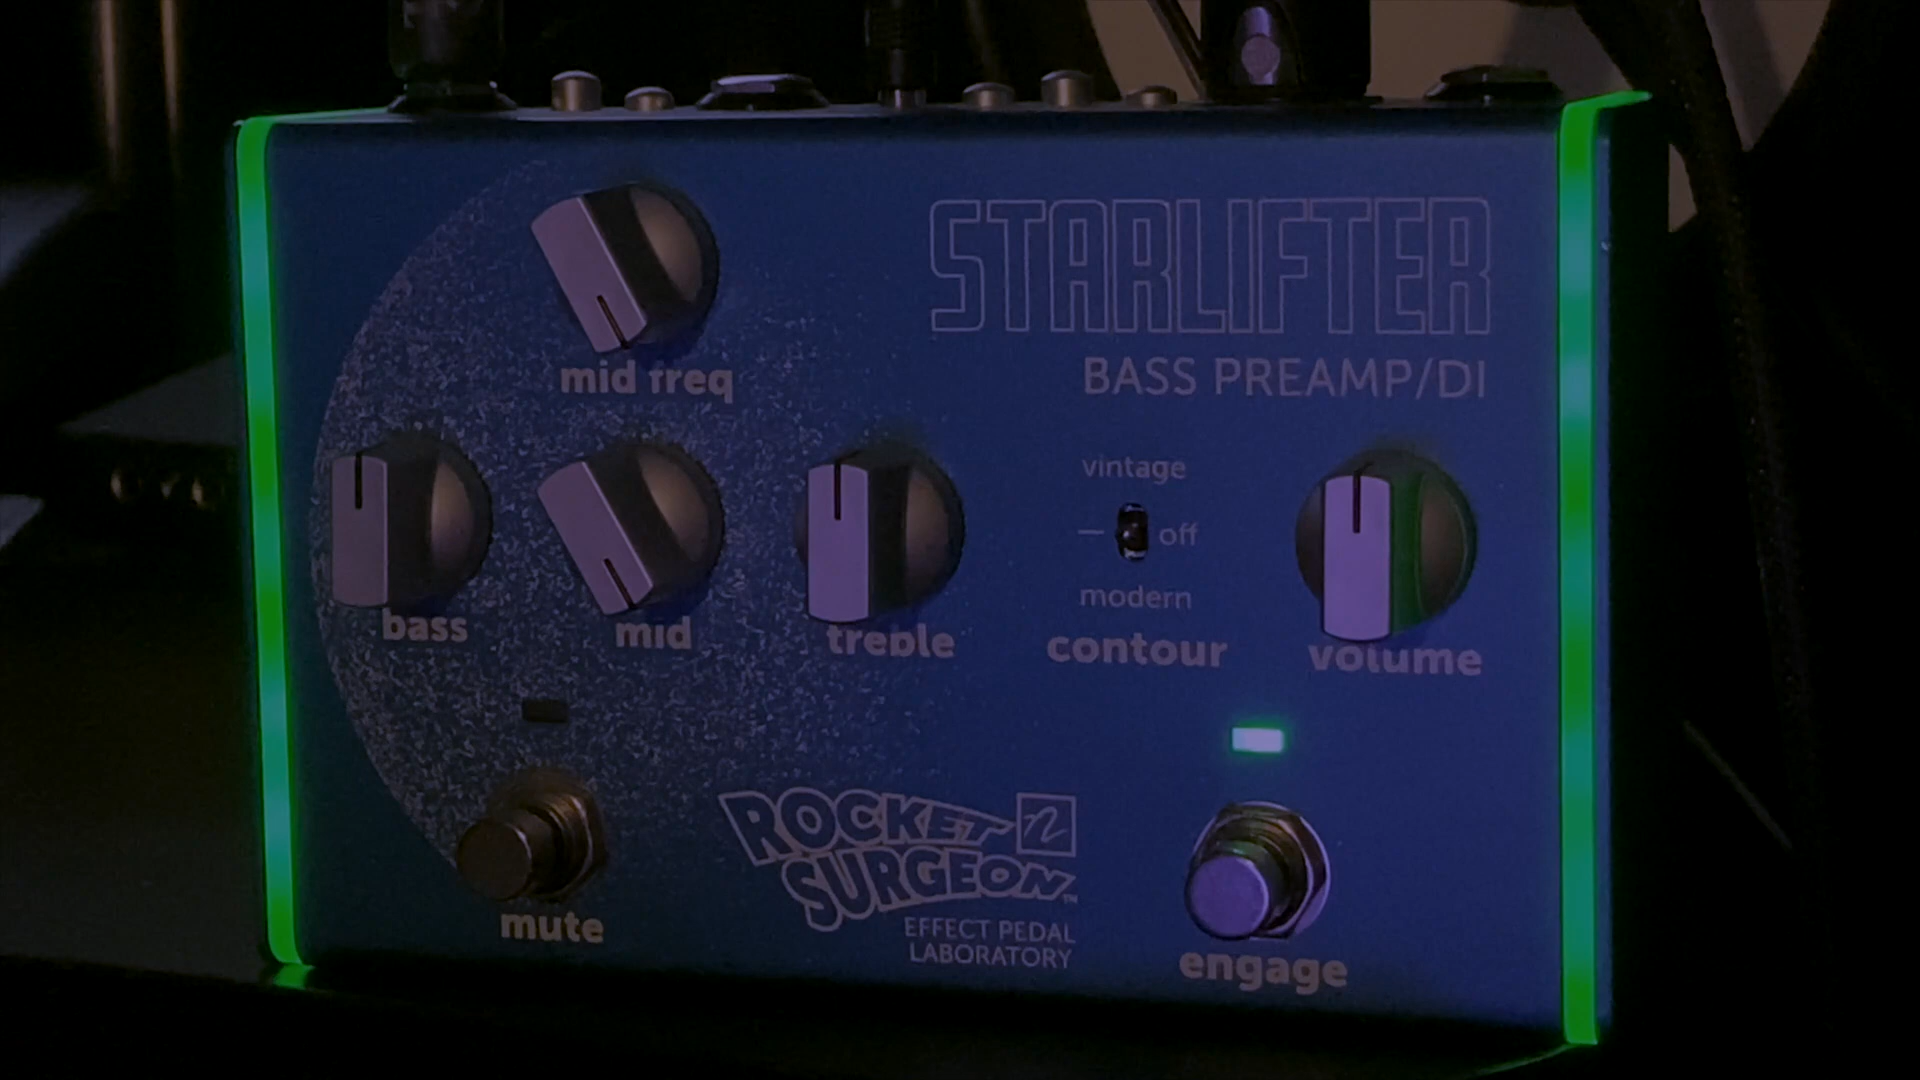 STARLIFTER
BASS PREAMP/DI
mid freq
vintage
off
modern
bass
mid
treble
contour
volume
ROCKET n
SURGEON™
EFFECT PEDAL
LABORATORY
mute
engage